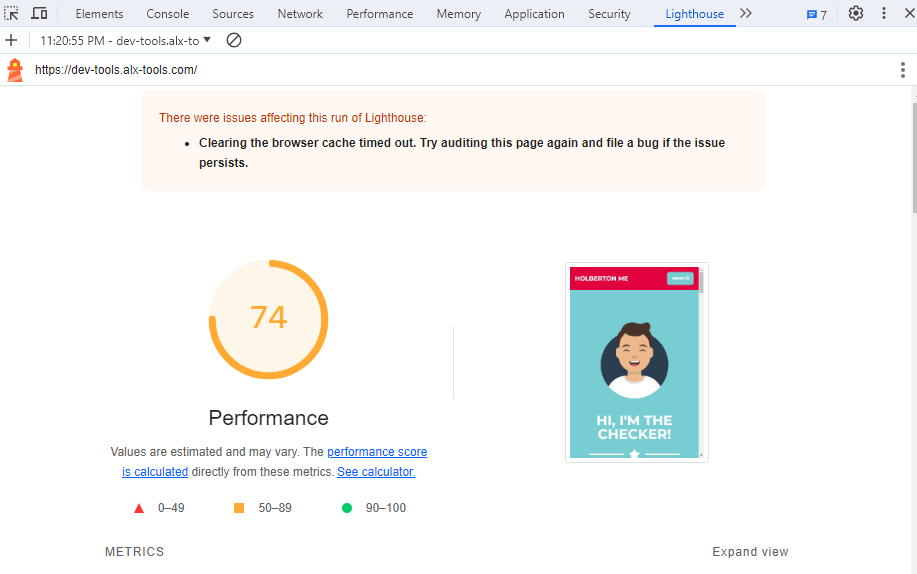 Elements Console Sources Network Performance Memory Application Security Lighthouse 7
11:20:55 PM - dev-tools.alx-to
https://dev-tools.alx-tools.com/
There were issues affecting this run of Lighthouse:
Clearing the browser cache timed out. Try auditing this page again and file a bug if the issue
persists.
74
Performance
Values are estimated and may vary. The performance score
is calculated directly from these metrics. See calculator.
0–49 50–89 90–100
HOLBERTON ME
HI, I'M THE
CHECKER!
METRICS Expand view